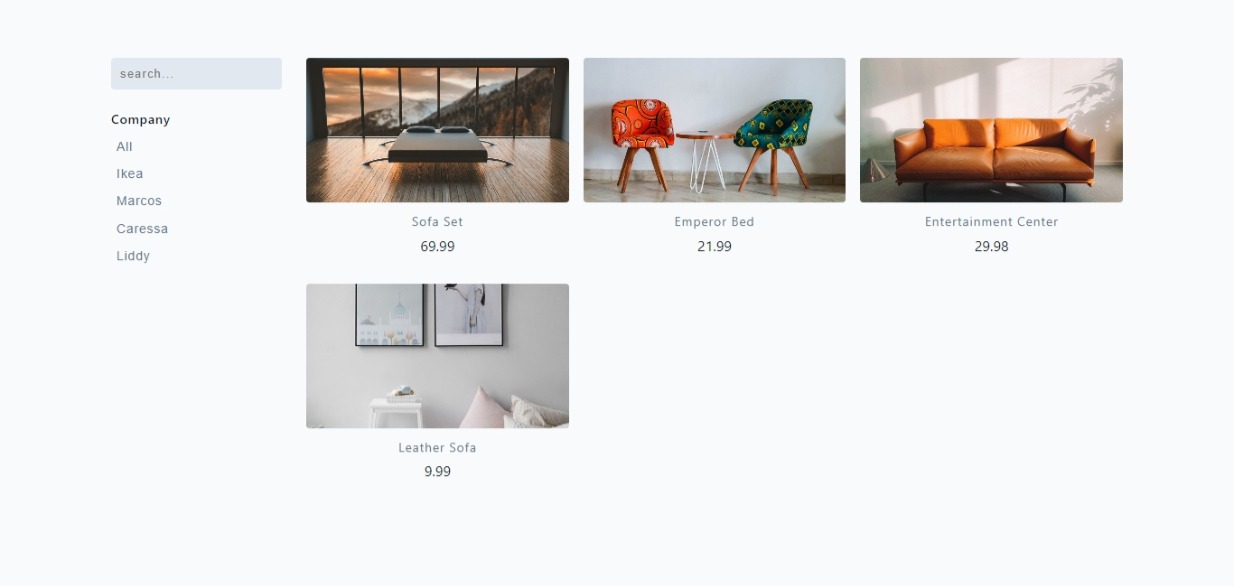 search...
Company
All
Ikea
Marcos
Caressa
Liddy
Sofa Set
69.99
Emperor Bed
21.99
Entertainment Center
29.98
Leather Sofa
9.99